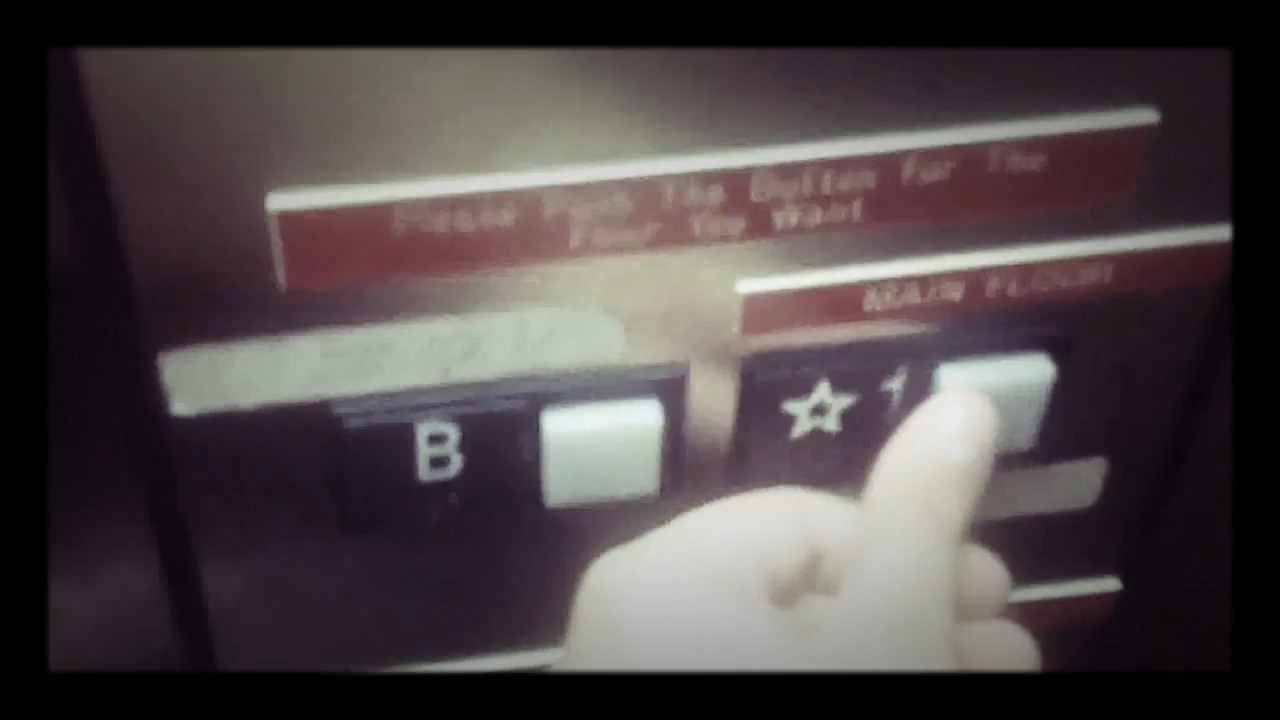 Please Push The Button For The
Floor You Want
MAIN FLOOR
B
☆ 1